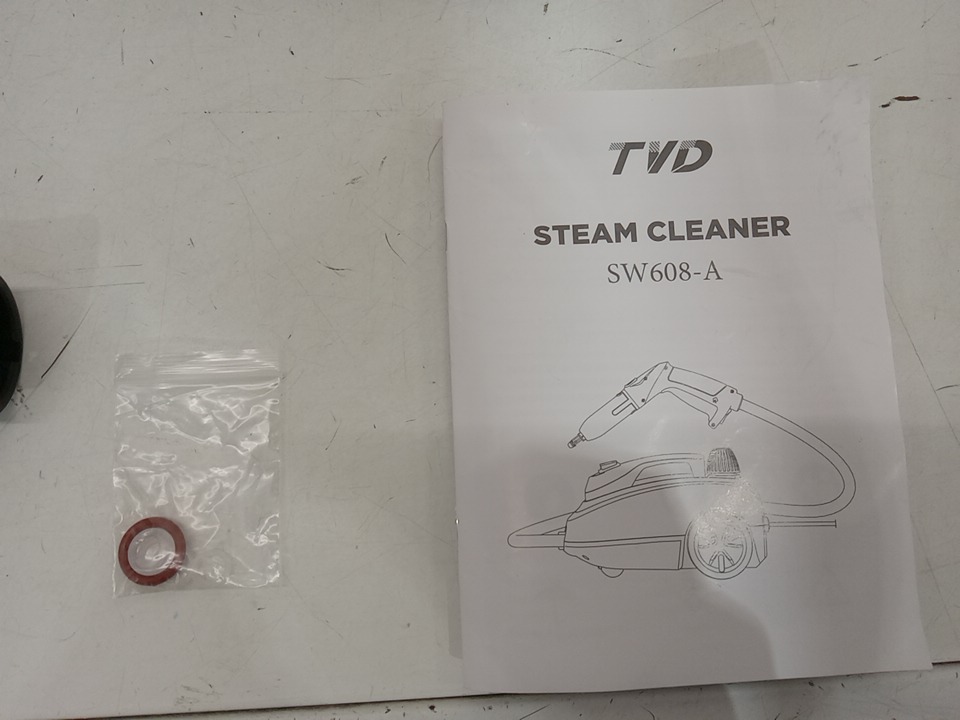 TVD
STEAM CLEANER
SW608-A